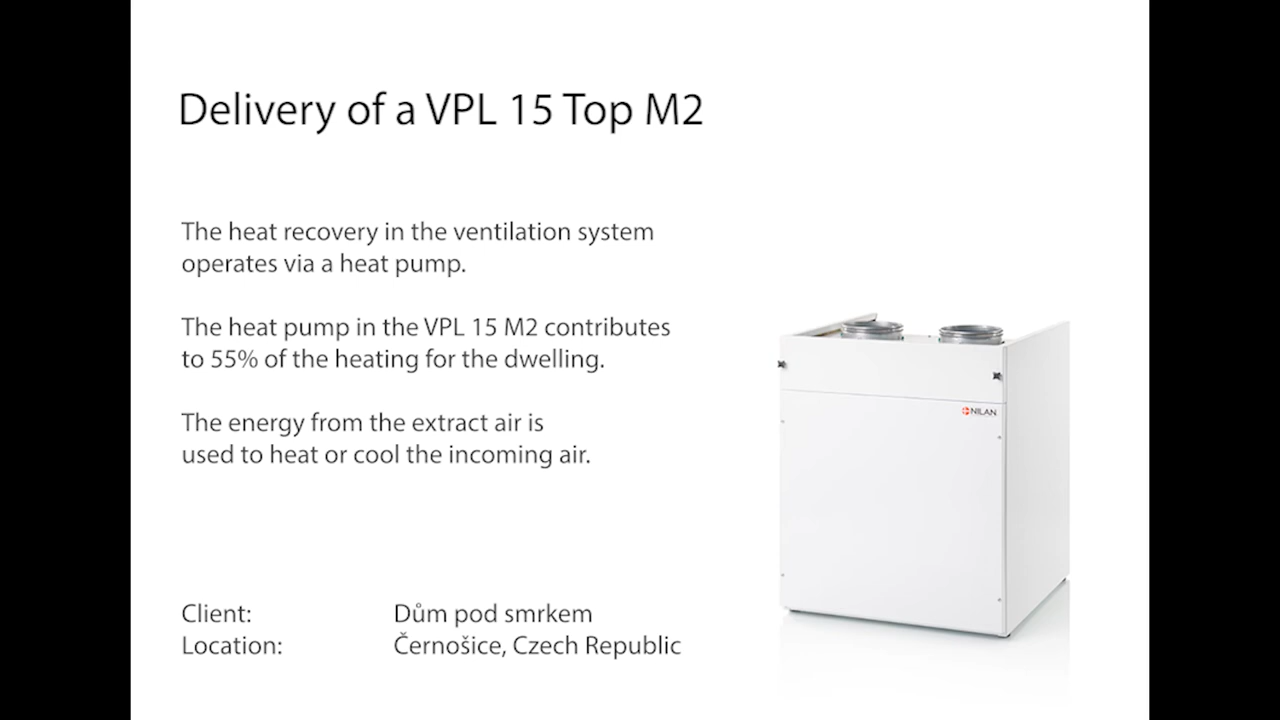 Delivery of a VPL 15 Top M2
The heat recovery in the ventilation system
operates via a heat pump.
The heat pump in the VPL 15 M2 contributes
to 55% of the heating for the dwelling.
The energy from the extract air is
used to heat or cool the incoming air.
NILAN
Client: Dům pod smrkem
Location: Černošice, Czech Republic